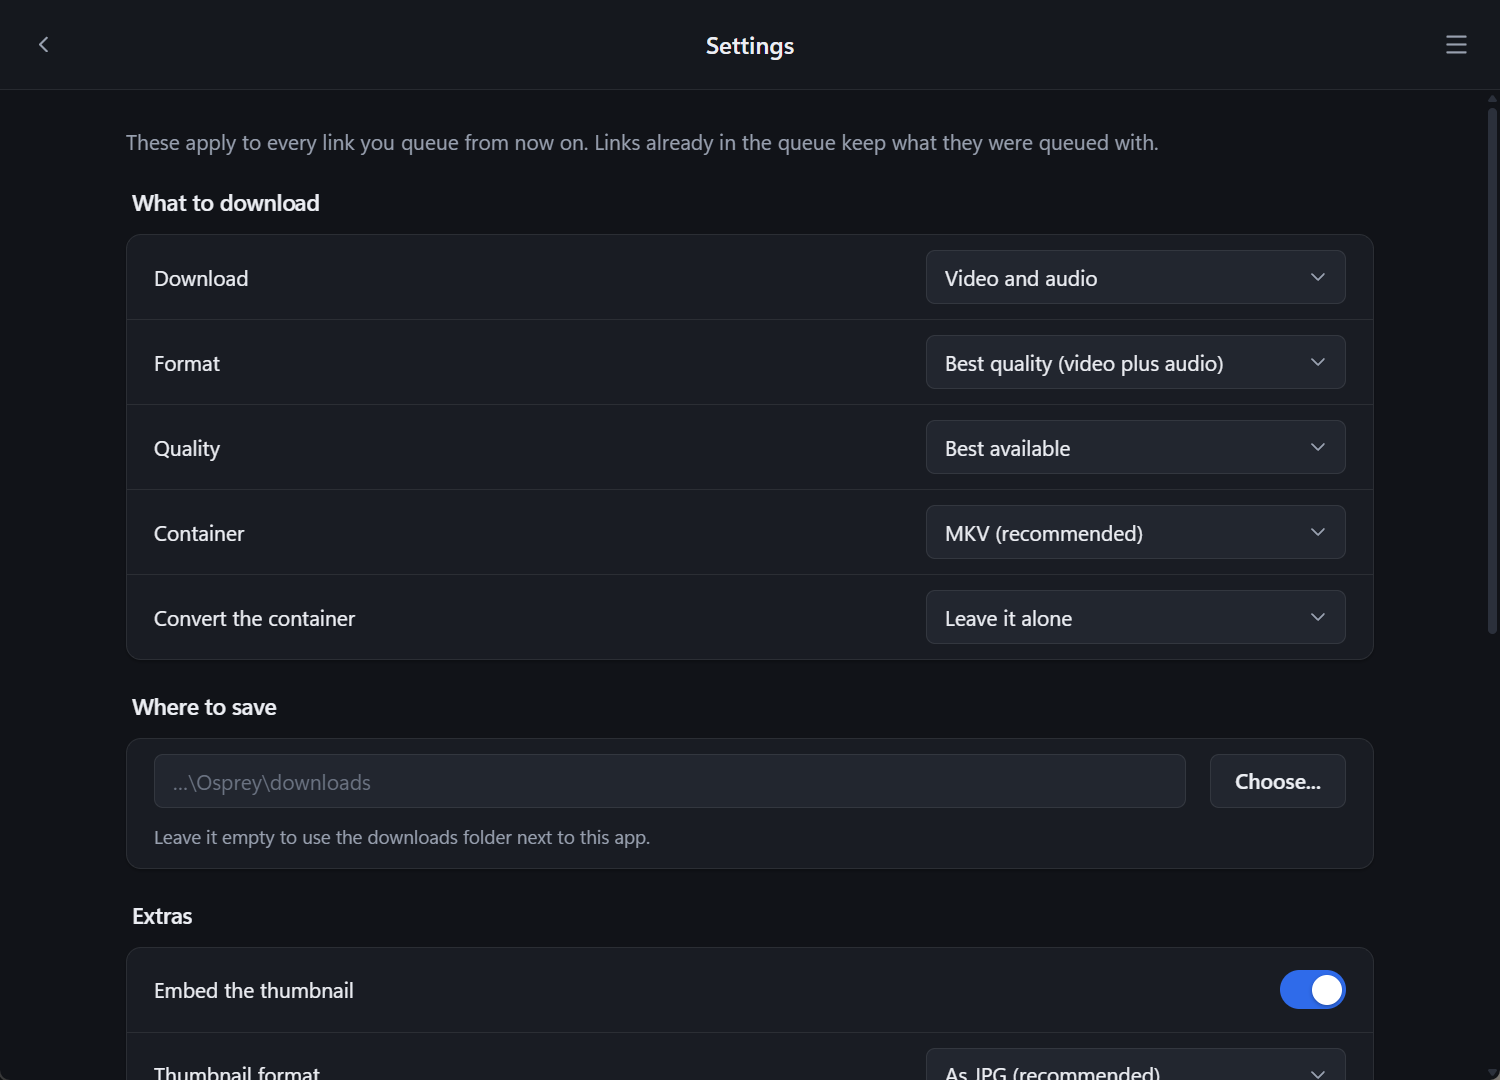 Settings
These apply to every link you queue from now on. Links already in the queue keep what they were queued with.
What to download
Download
Video and audio
Format
Best quality (video plus audio)
Quality
Best available
Container
MKV (recommended)
Convert the container
Leave it alone
Where to save
...\Osprey\downloads
Choose...
Leave it empty to use the downloads folder next to this app.
Extras
Embed the thumbnail
Thumbnail format
As JPG (recommended)